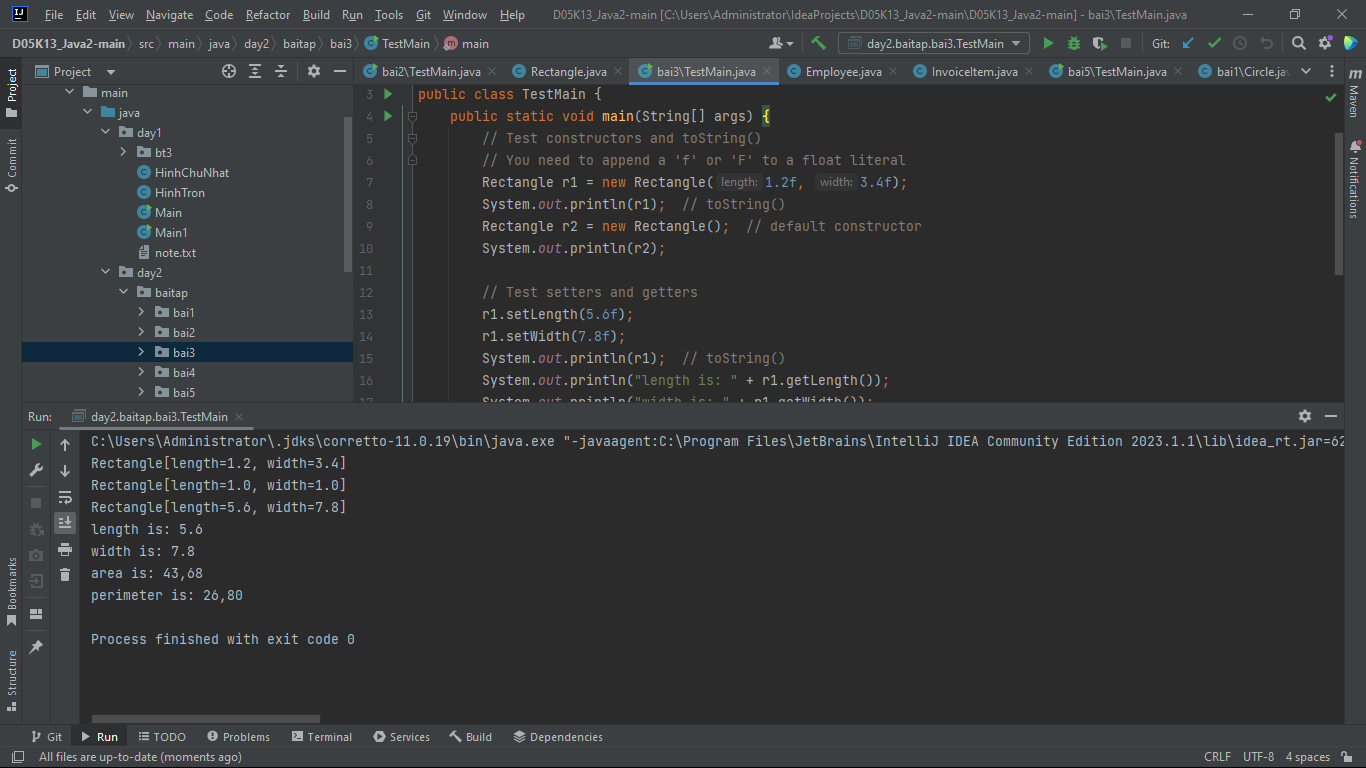 File Edit View Navigate Code Refactor Build Run Tools Git Window Help D05K13_Java2-main [C:\Users\Administrator\IdeaProjects\D05K13_Java2-main\D05K13_Java2-main] - bai3\TestMain.java
D05K13_Java2-main src main java day2 baitap bai3 TestMain main day2.baitap.bai3.TestMain Git:
Project bai2\TestMain.java Rectangle.java bai3\TestMain.java Employee.java InvoiceItem.java bai5\TestMain.java bai1\Circle.ja
Project
Commit
Bookmarks
Structure
main
java
day1
bt3
HinhChuNhat
HinhTron
Main
Main1
note.txt
day2
baitap
bai1
bai2
bai3
bai4
bai5
3 public class TestMain {
4 public static void main(String[] args) {
5 // Test constructors and toString()
6 // You need to append a 'f' or 'F' to a float literal
7 Rectangle r1 = new Rectangle( length: 1.2f, width: 3.4f);
8 System.out.println(r1); // toString()
9 Rectangle r2 = new Rectangle(); // default constructor
10 System.out.println(r2);
11
12 // Test setters and getters
13 r1.setLength(5.6f);
14 r1.setWidth(7.8f);
15 System.out.println(r1); // toString()
16 System.out.println("length is: " + r1.getLength());
17 System.out.println("width is: " + r1.getWidth());
Maven
Notifications
Run: day2.baitap.bai3.TestMain
C:\Users\Administrator\.jdks\corretto-11.0.19\bin\java.exe "-javaagent:C:\Program Files\JetBrains\IntelliJ IDEA Community Edition 2023.1.1\lib\idea_rt.jar=62
Rectangle[length=1.2, width=3.4]
Rectangle[length=1.0, width=1.0]
Rectangle[length=5.6, width=7.8]
length is: 5.6
width is: 7.8
area is: 43,68
perimeter is: 26,80
Process finished with exit code 0
Git Run TODO Problems Terminal Services Build Dependencies
All files are up-to-date (moments ago) CRLF UTF-8 4 spaces